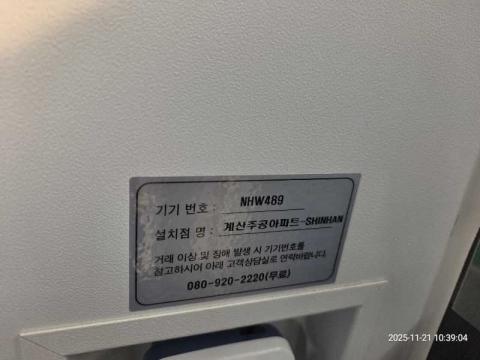 기기 번호 : NHW489
설치점 명 : 계산주공아파트-SHINHAN
거래 이상 및 장애 발생 시 기기번호를
참고하시어 아래 고객상담실로 연락바랍니다.
080-920-2220(무료)
2025-11-21 10:39:04